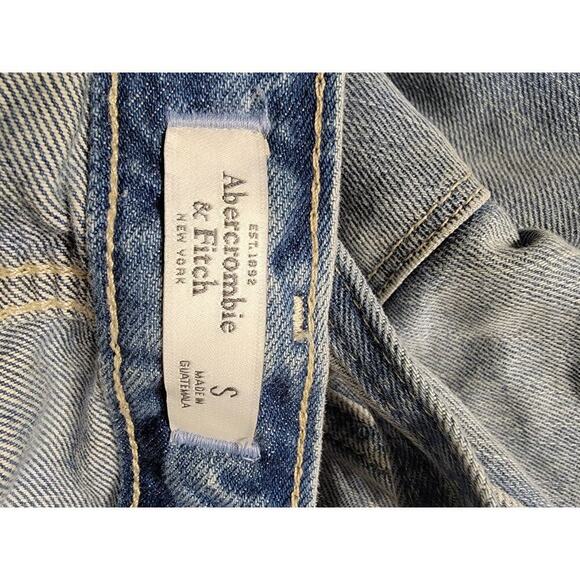 EST. 1892
Abercrombie
& Fitch
NEW YORK
S
MADE IN
GUATEMALA